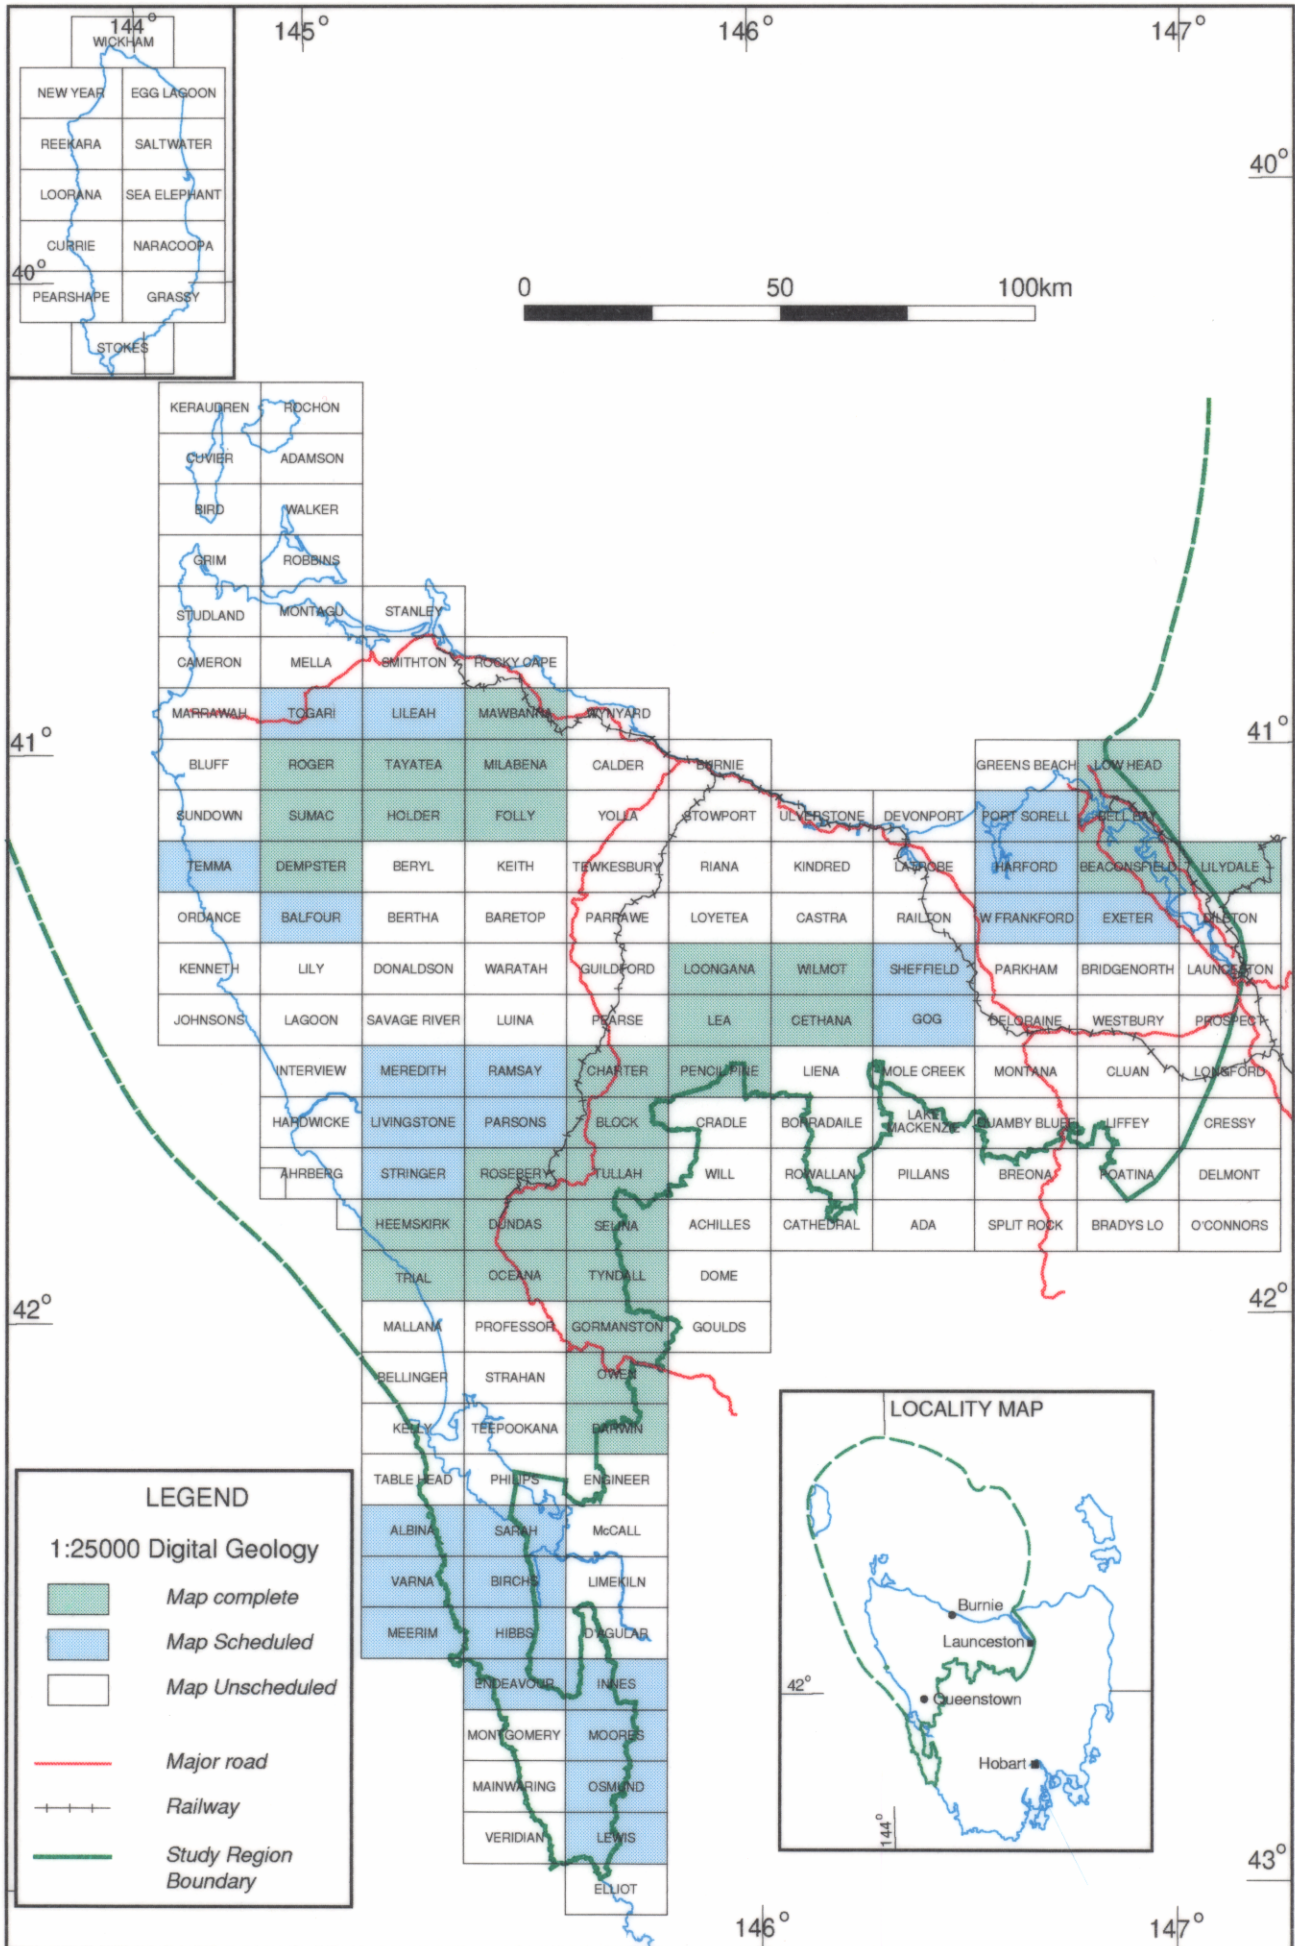 144° 145° 146° 147°
WICKHAM
NEW YEAR EGG LAGOON
REEKARA SALTWATER
LOORANA SEA ELEPHANT
CURRIE NARACOOPA
40°
PEARSHAPE GRASSY
STOKES
40°
0 50 100km
KERAUDREN ROCHON
CUVIER ADAMSON
BIRD WALKER
GRIM ROBBINS
STUDLAND MONTAGU STANLEY
CAMERON MELLA SMITHTON ROCKY CAPE
MARRAWAH TOGARI LILEAH MAWBANNA WYNYARD
41° 41°
BLUFF ROGER TAYATEA MILABENA CALDER BURNIE GREENS BEACH LOW HEAD
SUNDOWN SUMAC HOLDER FOLLY YOLLA STOWPORT ULVERSTONE DEVONPORT PORT SORELL BELL BAY
TEMMA DEMPSTER BERYL KEITH TEWKESBURY RIANA KINDRED LATROBE HARFORD BEACONSFIELD LILYDALE
ORDANCE BALFOUR BERTHA BARETOP PARRAWE LOYETEA CASTRA RAILTON W FRANKFORD EXETER DILSTON
KENNETH LILY DONALDSON WARATAH GUILDFORD LOONGANA WILMOT SHEFFIELD PARKHAM BRIDGENORTH LAUNCESTON
JOHNSONS LAGOON SAVAGE RIVER LUINA PEARSE LEA CETHANA GOG DELORAINE WESTBURY PROSPECT
INTERVIEW MEREDITH RAMSAY CHARTER PENCIL PINE LIENA MOLE CREEK MONTANA CLUAN LONGFORD
HARDWICKE LIVINGSTONE PARSONS BLOCK CRADLE BORRADAILE LAKE MACKENZIE QUAMBY BLUFF LIFFEY CRESSY
AHRBERG STRINGER ROSEBERY TULLAH WILL ROWALLAN PILLANS BREONA POATINA DELMONT
HEEMSKIRK DUNDAS SELINA ACHILLES CATHEDRAL ADA SPLIT ROCK BRADYS LO O'CONNORS
TRIAL OCEANA TYNDALL DOME
42° 42°
MALLANA PROFESSOR GORMANSTON GOULDS
BELLINGER STRAHAN OWEN
KELLY TEEPOOKANA DARWIN
TABLE HEAD PHILIPS ENGINEER
ALBINA SARAH McCALL
VARNA BIRCHS LIMEKILN
MEERIM HIBBS D'AGULAR
ENDEAVOUR INNES
MONTGOMERY MOORES
MAINWARING OSMUND
VERIDIAN LEWIS
ELLIOT
LEGEND
1:25000 Digital Geology
Map complete
Map Scheduled
Map Unscheduled
Major road
Railway
Study Region
Boundary
LOCALITY MAP
Burnie
Launceston
42°
Queenstown
Hobart
144°
43°
146° 147°